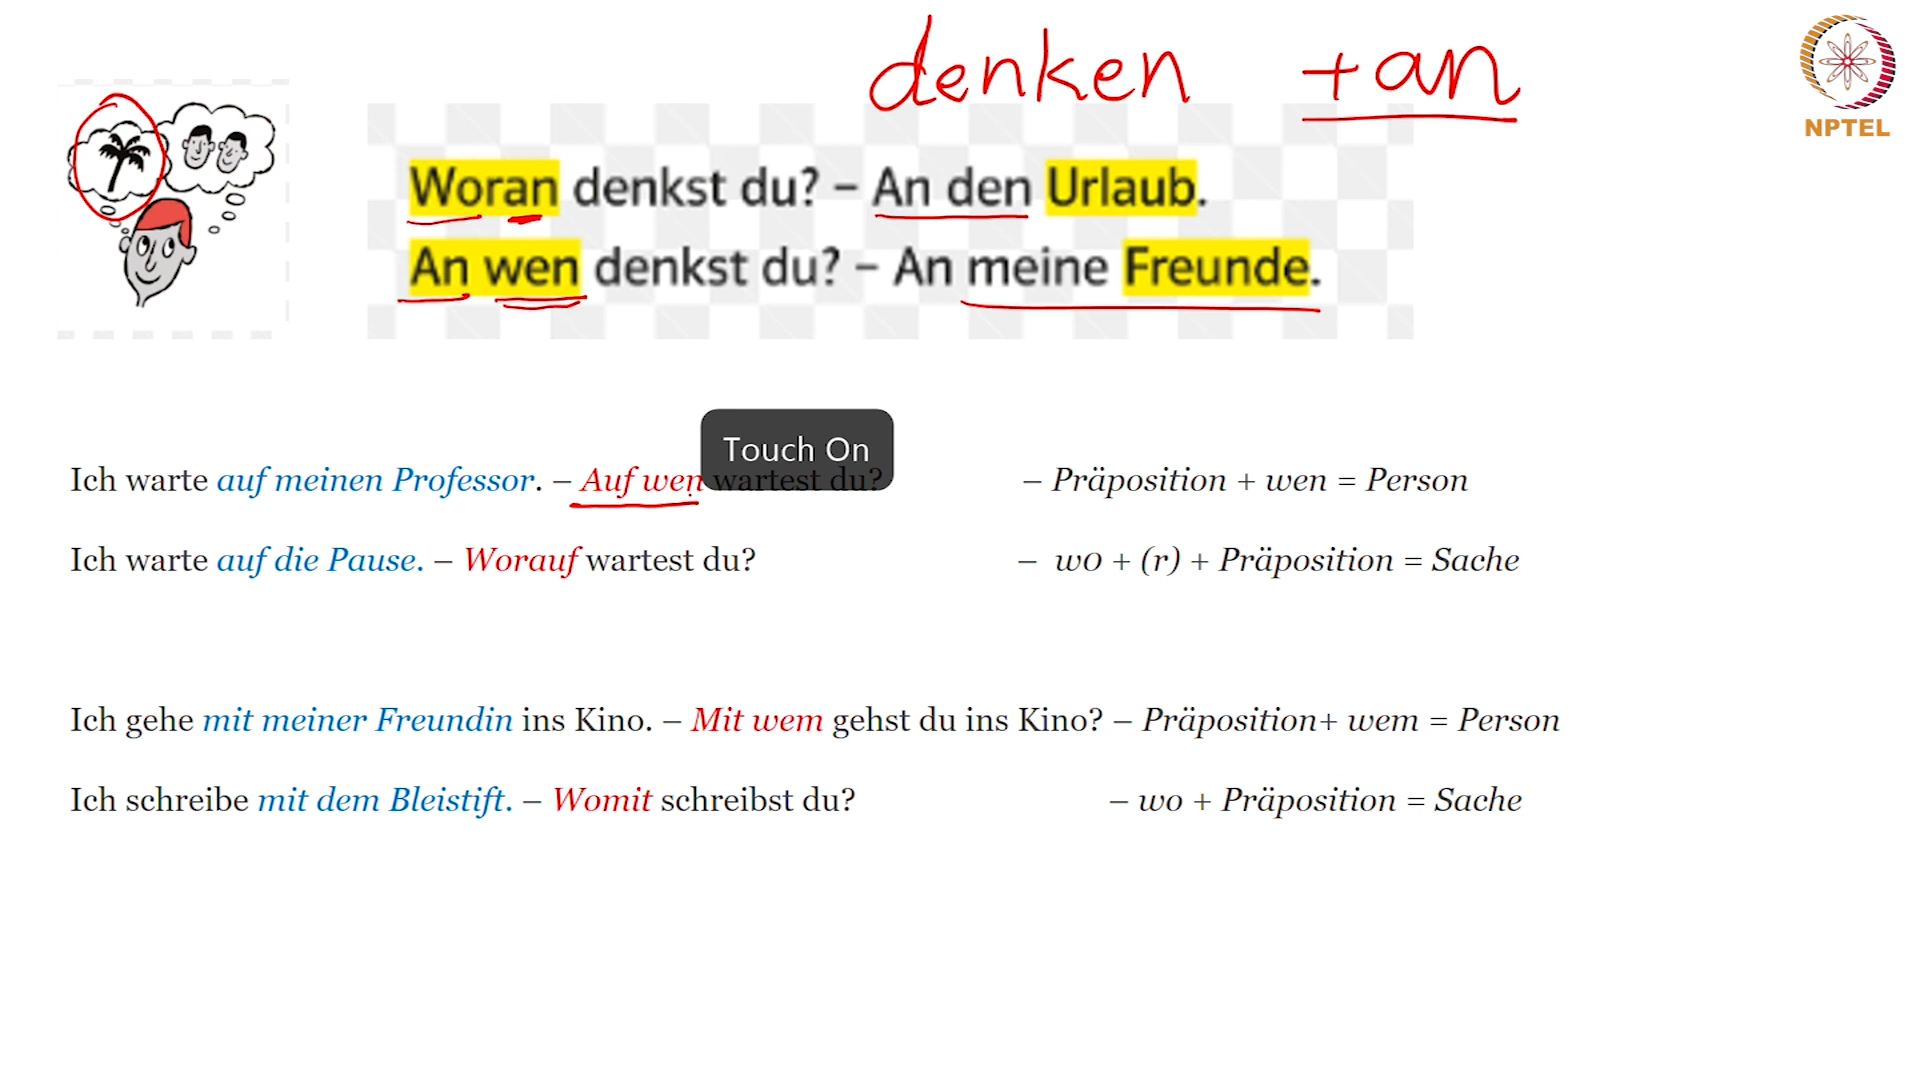 denken +an
NPTEL
Woran denkst du? – An den Urlaub.
An wen denkst du? – An meine Freunde.
Touch On
Ich warte auf meinen Professor. – Auf wen wartest du? – Präposition + wen = Person
Ich warte auf die Pause. – Worauf wartest du? – wo + (r) + Präposition = Sache
Ich gehe mit meiner Freundin ins Kino. – Mit wem gehst du ins Kino? – Präposition+ wem = Person
Ich schreibe mit dem Bleistift. – Womit schreibst du? – wo + Präposition = Sache